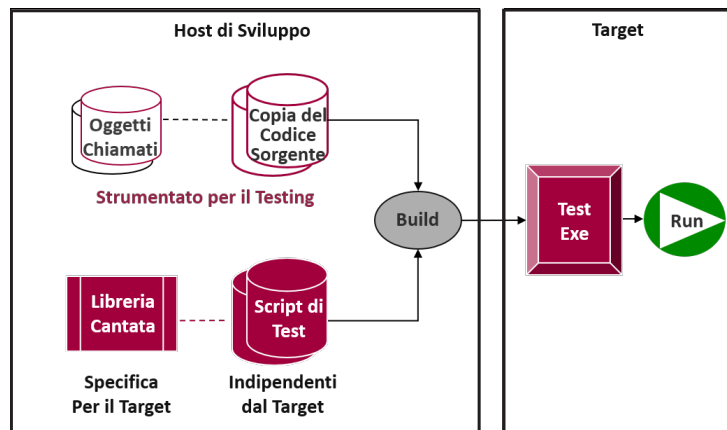 Host di Sviluppo
Target
Oggetti
Chiamati
Copia del
Codice
Sorgente
Strumentato per il Testing
Build
Test
Exe
Run
Libreria
Cantata
Script di
Test
Specifica
Per il Target
Indipendenti
dal Target